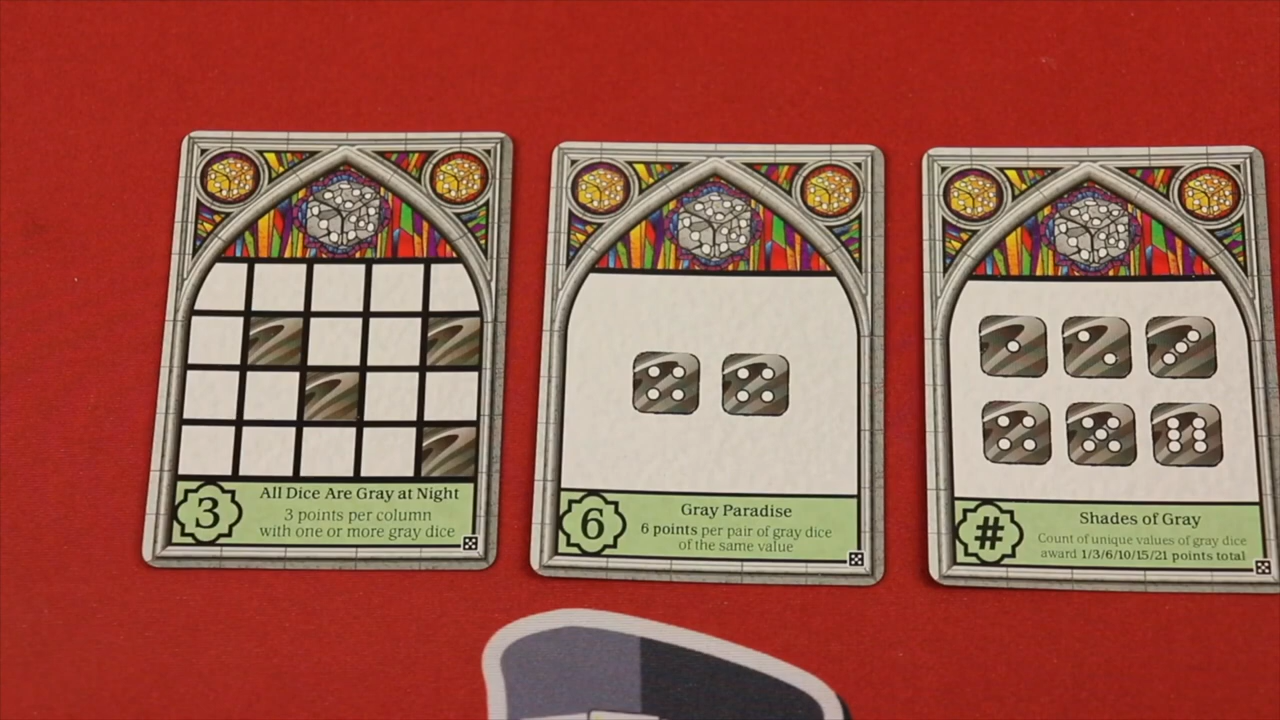 3
All Dice Are Gray at Night
3 points per column
with one or more gray dice
6
Gray Paradise
6 points per pair of gray dice
of the same value
#
Shades of Gray
Count of unique values of gray dice
award 1/3/6/10/15/21 points total